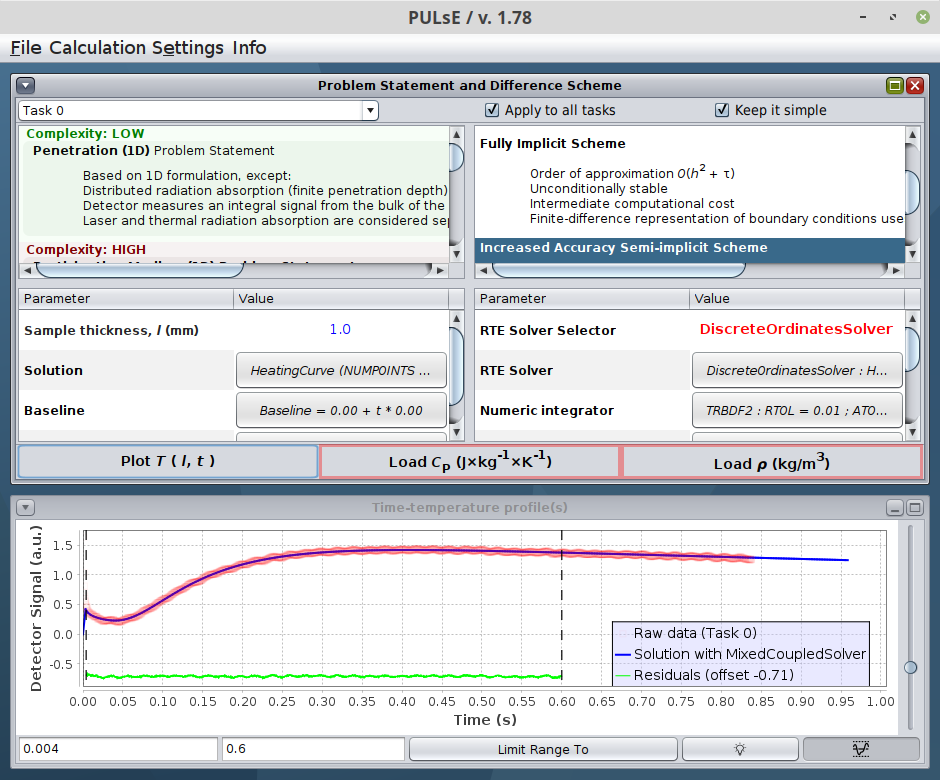 PULsE / v. 1.78
File Calculation Settings Info
Problem Statement and Difference Scheme
Task 0
Apply to all tasks
Keep it simple
Complexity: LOW
Penetration (1D) Problem Statement
Based on 1D formulation, except:
Distributed radiation absorption (finite penetration depth)
Detector measures an integral signal from the bulk of the
Laser and thermal radiation absorption are considered se
Complexity: HIGH
Fully Implicit Scheme
Order of approximation O(h² + τ)
Unconditionally stable
Intermediate computational cost
Finite-difference representation of boundary conditions use
Increased Accuracy Semi-implicit Scheme
Parameter Value
Sample thickness, l (mm) 1.0
Solution HeatingCurve (NUMPOINTS ...
Baseline Baseline = 0.00 + t * 0.00
Parameter Value
RTE Solver Selector DiscreteOrdinatesSolver
RTE Solver DiscreteOrdinatesSolver : H...
Numeric integrator TRBDF2 : RTOL = 0.01 ; ATO...
Plot T ( l, t )
Load Cp (J×kg⁻¹×K⁻¹)
Load ρ (kg/m³)
Time-temperature profile(s)
Detector Signal (a.u.)
1.5
1.0
0.5
0.0
-0.5
Raw data (Task 0)
Solution with MixedCoupledSolver
Residuals (offset -0.71)
0.00 0.05 0.10 0.15 0.20 0.25 0.30 0.35 0.40 0.45 0.50 0.55 0.60 0.65 0.70 0.75 0.80 0.85 0.90 0.95 1.00
Time (s)
0.004
0.6
Limit Range To